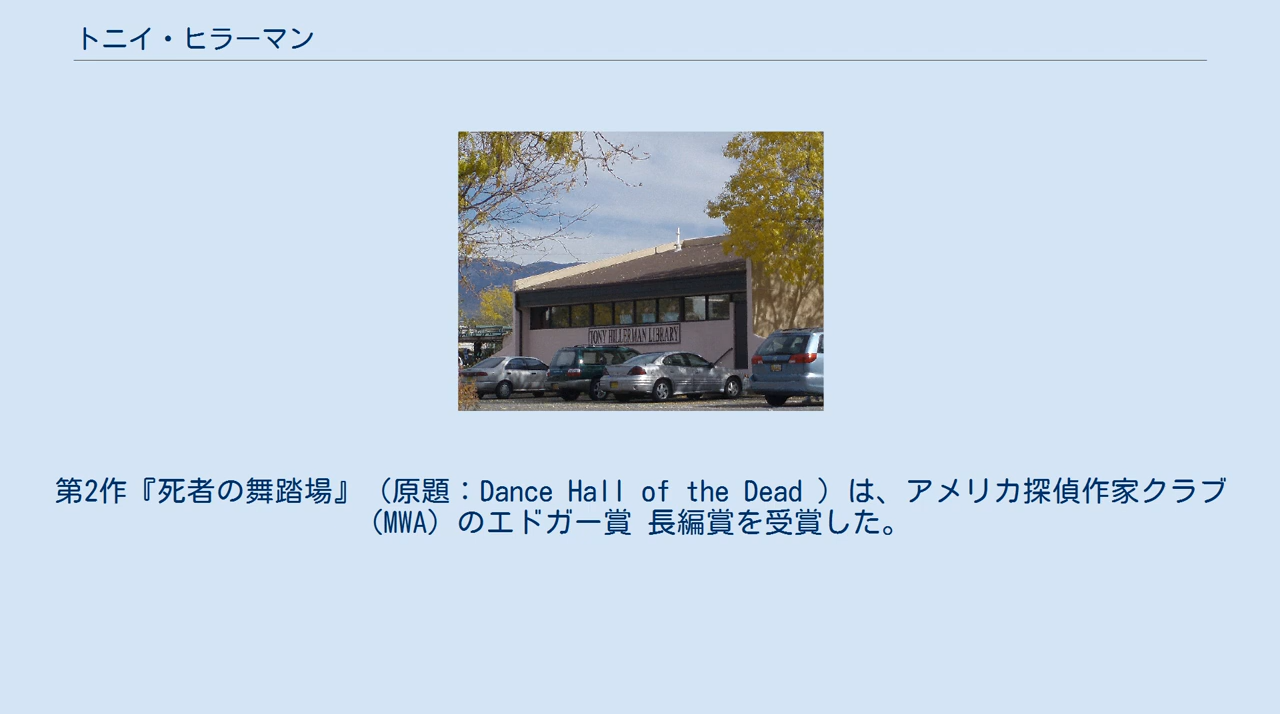 トニイ・ヒラーマン
TONY HILLERMAN LIBRARY
第2作『死者の舞踏場』（原題：Dance Hall of the Dead ）は、アメリカ探偵作家クラブ
(MWA）のエドガー賞 長編賞を受賞した。